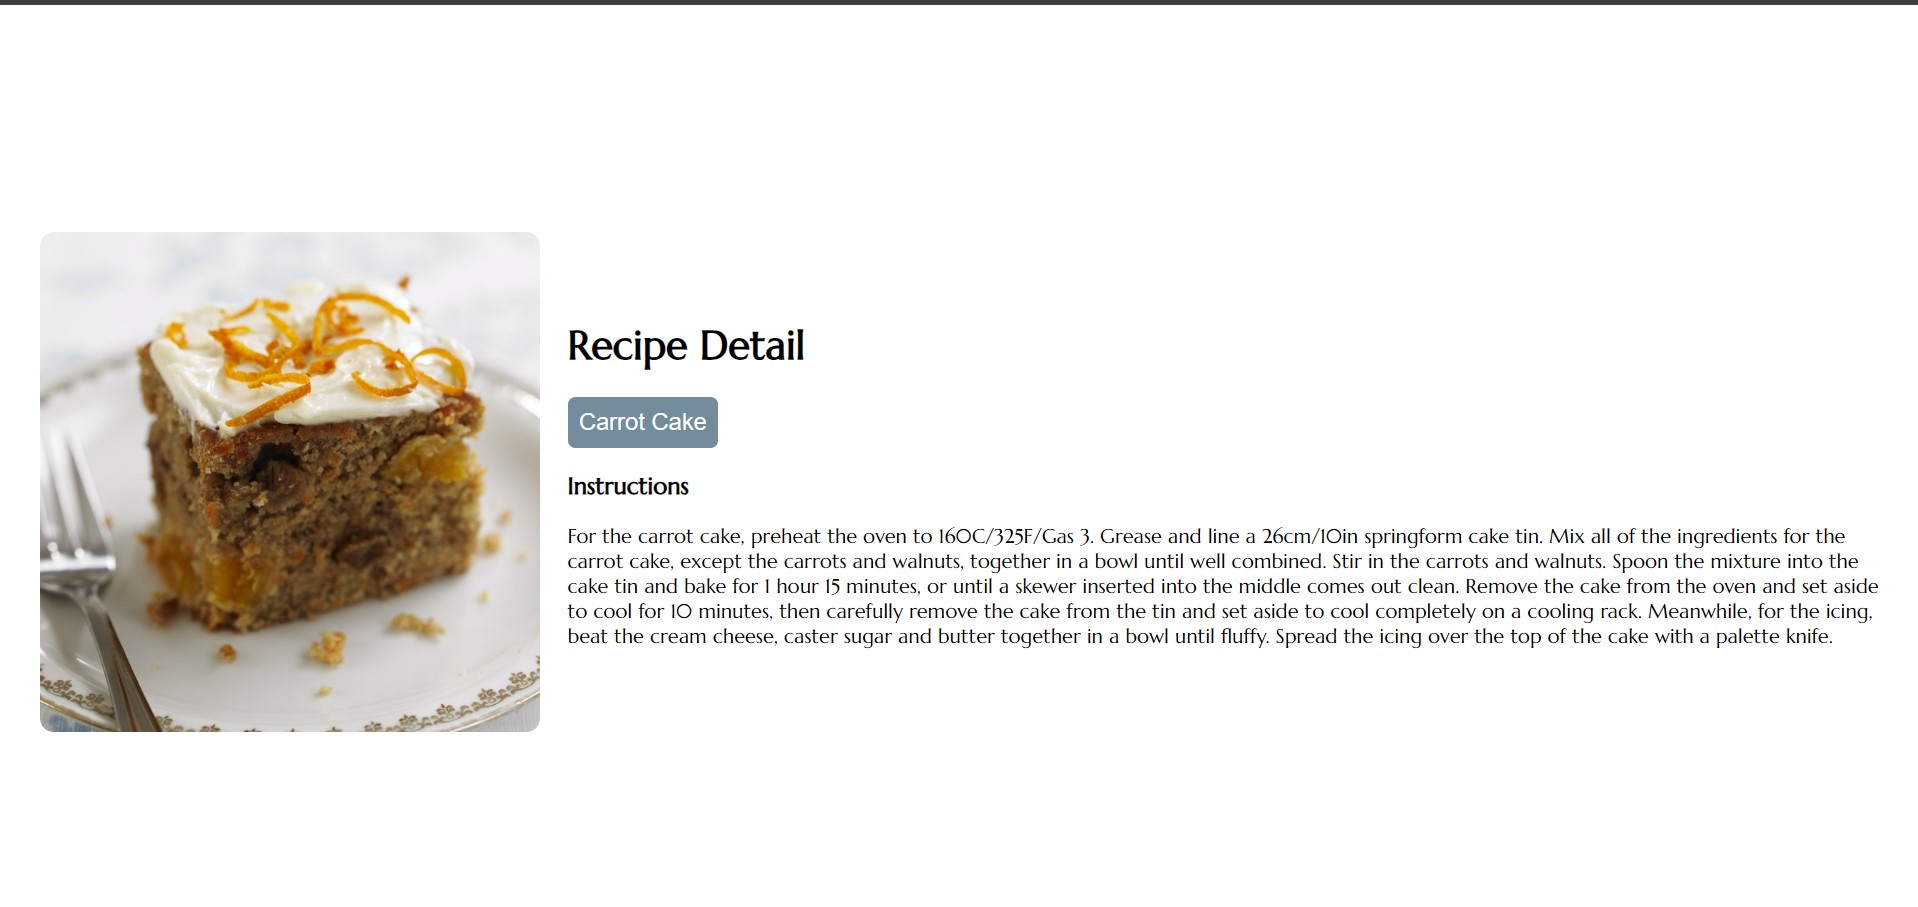 Recipe Detail
Carrot Cake
Instructions
For the carrot cake, preheat the oven to 160C/325F/Gas 3. Grease and line a 26cm/10in springform cake tin. Mix all of the ingredients for the
carrot cake, except the carrots and walnuts, together in a bowl until well combined. Stir in the carrots and walnuts. Spoon the mixture into the
cake tin and bake for 1 hour 15 minutes, or until a skewer inserted into the middle comes out clean. Remove the cake from the oven and set aside
to cool for 10 minutes, then carefully remove the cake from the tin and set aside to cool completely on a cooling rack. Meanwhile, for the icing,
beat the cream cheese, caster sugar and butter together in a bowl until fluffy. Spread the icing over the top of the cake with a palette knife.